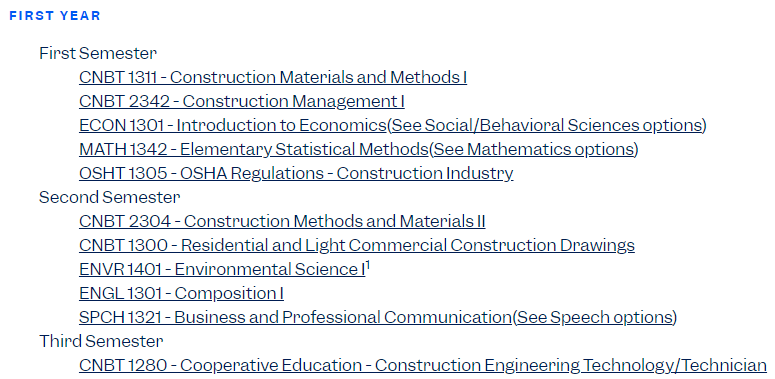 FIRST YEAR
First Semester
CNBT 1311 - Construction Materials and Methods I
CNBT 2342 - Construction Management I
ECON 1301 - Introduction to Economics(See Social/Behavioral Sciences options)
MATH 1342 - Elementary Statistical Methods(See Mathematics options)
OSHT 1305 - OSHA Regulations - Construction Industry
Second Semester
CNBT 2304 - Construction Methods and Materials II
CNBT 1300 - Residential and Light Commercial Construction Drawings
ENVR 1401 - Environmental Science I¹
ENGL 1301 - Composition I
SPCH 1321 - Business and Professional Communication(See Speech options)
Third Semester
CNBT 1280 - Cooperative Education - Construction Engineering Technology/Technician